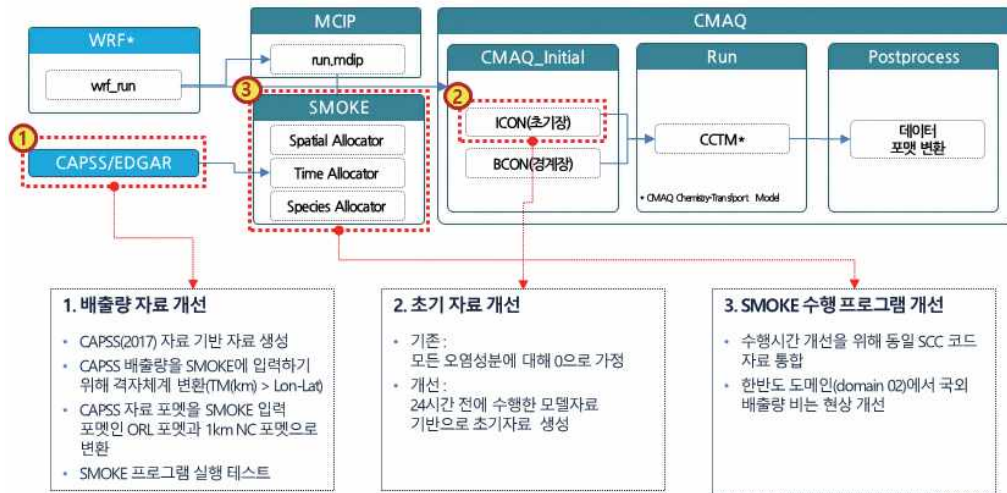 WRF*
wrf_run
1
CAPSS/EDGAR
MCIP
run.mdip
3
SMOKE
Spatial Allocator
Time Allocator
Species Allocator
CMAQ
CMAQ_Initial
2
ICON(초기장)
BCON(경계장)
Run
CCTM*
* CMAQ Chemistry-Transport Model
Postprocess
데이터
포맷 변환
1. 배출량 자료 개선
• CAPSS(2017) 자료 기반 자료 생성
• CAPSS 배출량을 SMOKE에 입력하기
위해 격자체계 변환(TM(km) > Lon-Lat)
• CAPSS 자료 포멧을 SMOKE 입력
포멧인 ORL 포멧과 1km NC 포멧으로
변환
• SMOKE 프로그램 실행 테스트
2. 초기 자료 개선
• 기존 :
모든 오염성분에 대해 0으로 가정
• 개선 :
24시간 전에 수행한 모델자료
기반으로 초기자료 생성
3. SMOKE 수행 프로그램 개선
• 수행시간 개선을 위해 동일 SCC 코드
자료 통합
• 한반도 도메인(domain 02)에서 국외
배출량 비는 현상 개선